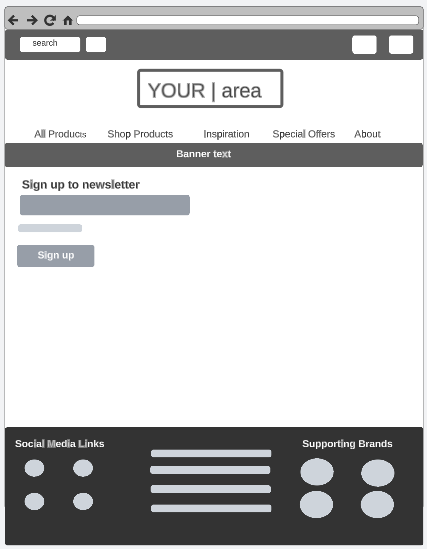 search
YOUR | area
All Products Shop Products Inspiration Special Offers About
Banner text
Sign up to newsletter
Sign up
Social Media Links
Supporting Brands